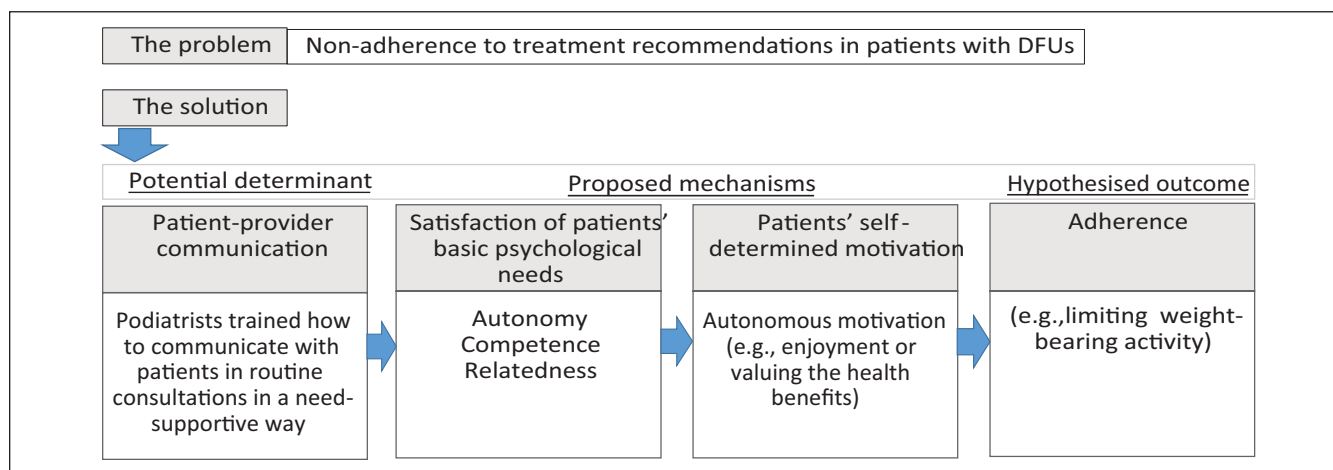 The problem
Non-adherence to treatment recommendations in patients with DFUs
The solution
Potential determinant
Proposed mechanisms
Hypothesised outcome
Patient-provider
communication
Satisfaction of patients'
basic psychological
needs
Patients' self-
determined motivation
Adherence
Podiatrists trained how
to communicate with
patients in routine
consultations in a need-
supportive way
Autonomy
Competence
Relatedness
Autonomous motivation
(e.g., enjoyment or
valuing the health
benefits)
(e.g.,limiting weight-
bearing activity)